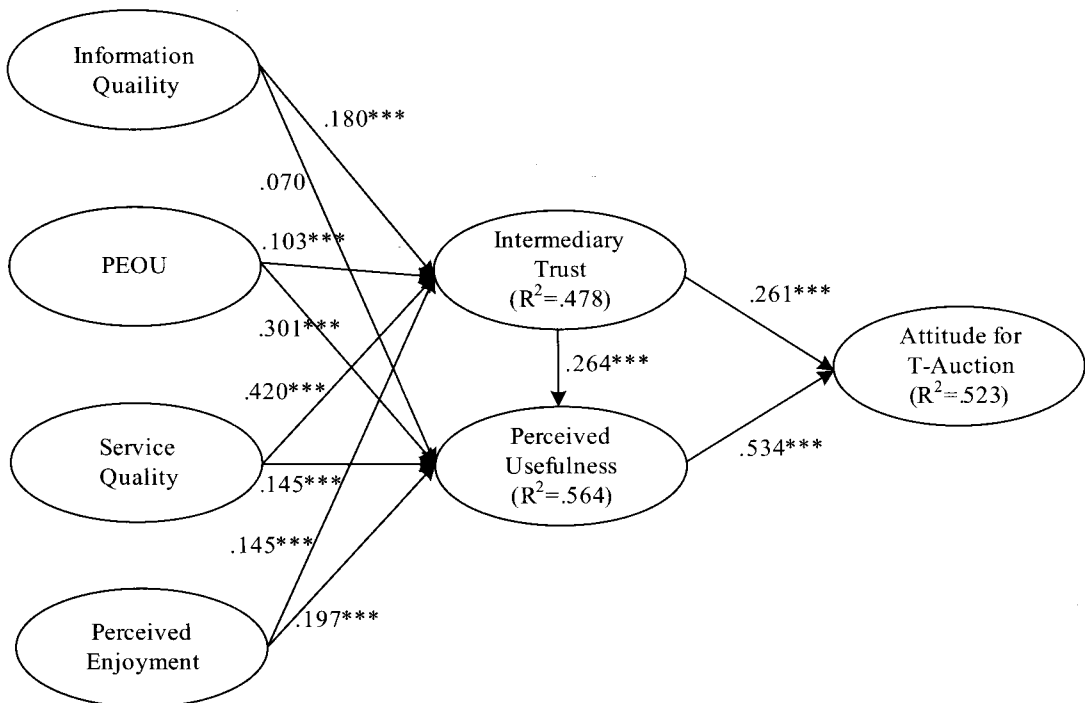 Information
Quaility
.180***
.070
PEOU
.103***
Intermediary
Trust
(R²=.478)
.261***
.301***
.264***
Attitude for
T-Auction
(R²=.523)
.420***
Service
Quality
Perceived
Usefulness
(R²=.564)
.534***
.145***
.145***
.197***
Perceived
Enjoyment